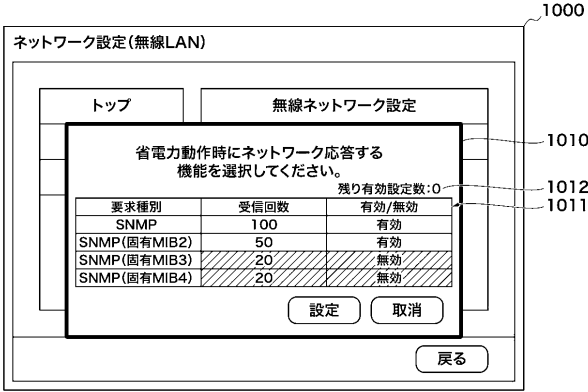 1000
ネットワーク設定(無線LAN)
トップ 無線ネットワーク設定
1010
省電力動作時にネットワーク応答する
機能を選択してください。
残り有効設定数:0 1012
1011
要求種別 受信回数 有効/無効
SNMP 100 有効
SNMP(固有MIB2) 50 有効
SNMP(固有MIB3) 20 無効
SNMP(固有MIB4) 20 無効
設定 取消
戻る